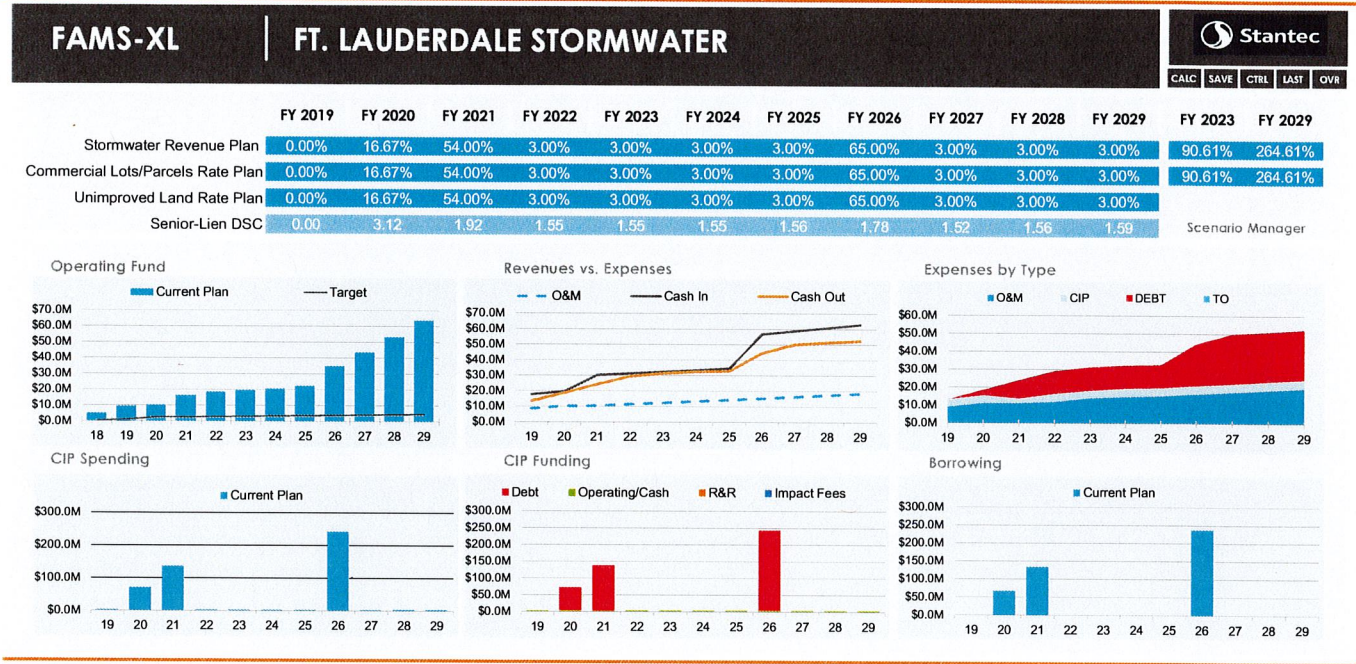 FAMS-XL FT. LAUDERDALE STORMWATER Stantec
CALC SAVE CTRL LAST OVR
FY 2019 FY 2020 FY 2021 FY 2022 FY 2023 FY 2024 FY 2025 FY 2026 FY 2027 FY 2028 FY 2029 FY 2023 FY 2029
Stormwater Revenue Plan 0.00% 16.67% 54.00% 3.00% 3.00% 3.00% 3.00% 65.00% 3.00% 3.00% 3.00% 90.61% 264.61%
Commercial Lots/Parcels Rate Plan 0.00% 16.67% 54.00% 3.00% 3.00% 3.00% 3.00% 65.00% 3.00% 3.00% 3.00% 90.61% 264.61%
Unimproved Land Rate Plan 0.00% 16.67% 54.00% 3.00% 3.00% 3.00% 3.00% 65.00% 3.00% 3.00% 3.00%
Senior-Lien DSC 0.00 3.12 1.92 1.55 1.55 1.55 1.56 1.78 1.52 1.56 1.59 Scenario Manager
Operating Fund
Current Plan Target
$70.0M
$60.0M
$50.0M
$40.0M
$30.0M
$20.0M
$10.0M
$0.0M
18 19 20 21 22 23 24 25 26 27 28 29
Revenues vs. Expenses
O&M Cash In Cash Out
$70.0M
$60.0M
$50.0M
$40.0M
$30.0M
$20.0M
$10.0M
$0.0M
19 20 21 22 23 24 25 26 27 28 29
Expenses by Type
O&M CIP DEBT TO
$60.0M
$50.0M
$40.0M
$30.0M
$20.0M
$10.0M
$0.0M
19 20 21 22 23 24 25 26 27 28 29
CIP Spending
Current Plan
$300.0M
$200.0M
$100.0M
$0.0M
19 20 21 22 23 24 25 26 27 28 29
CIP Funding
Debt Operating/Cash R&R Impact Fees
$300.0M
$250.0M
$200.0M
$150.0M
$100.0M
$50.0M
$0.0M
19 20 21 22 23 24 25 26 27 28 29
Borrowing
Current Plan
$300.0M
$250.0M
$200.0M
$150.0M
$100.0M
$50.0M
$0.0M
19 20 21 22 23 24 25 26 27 28 29